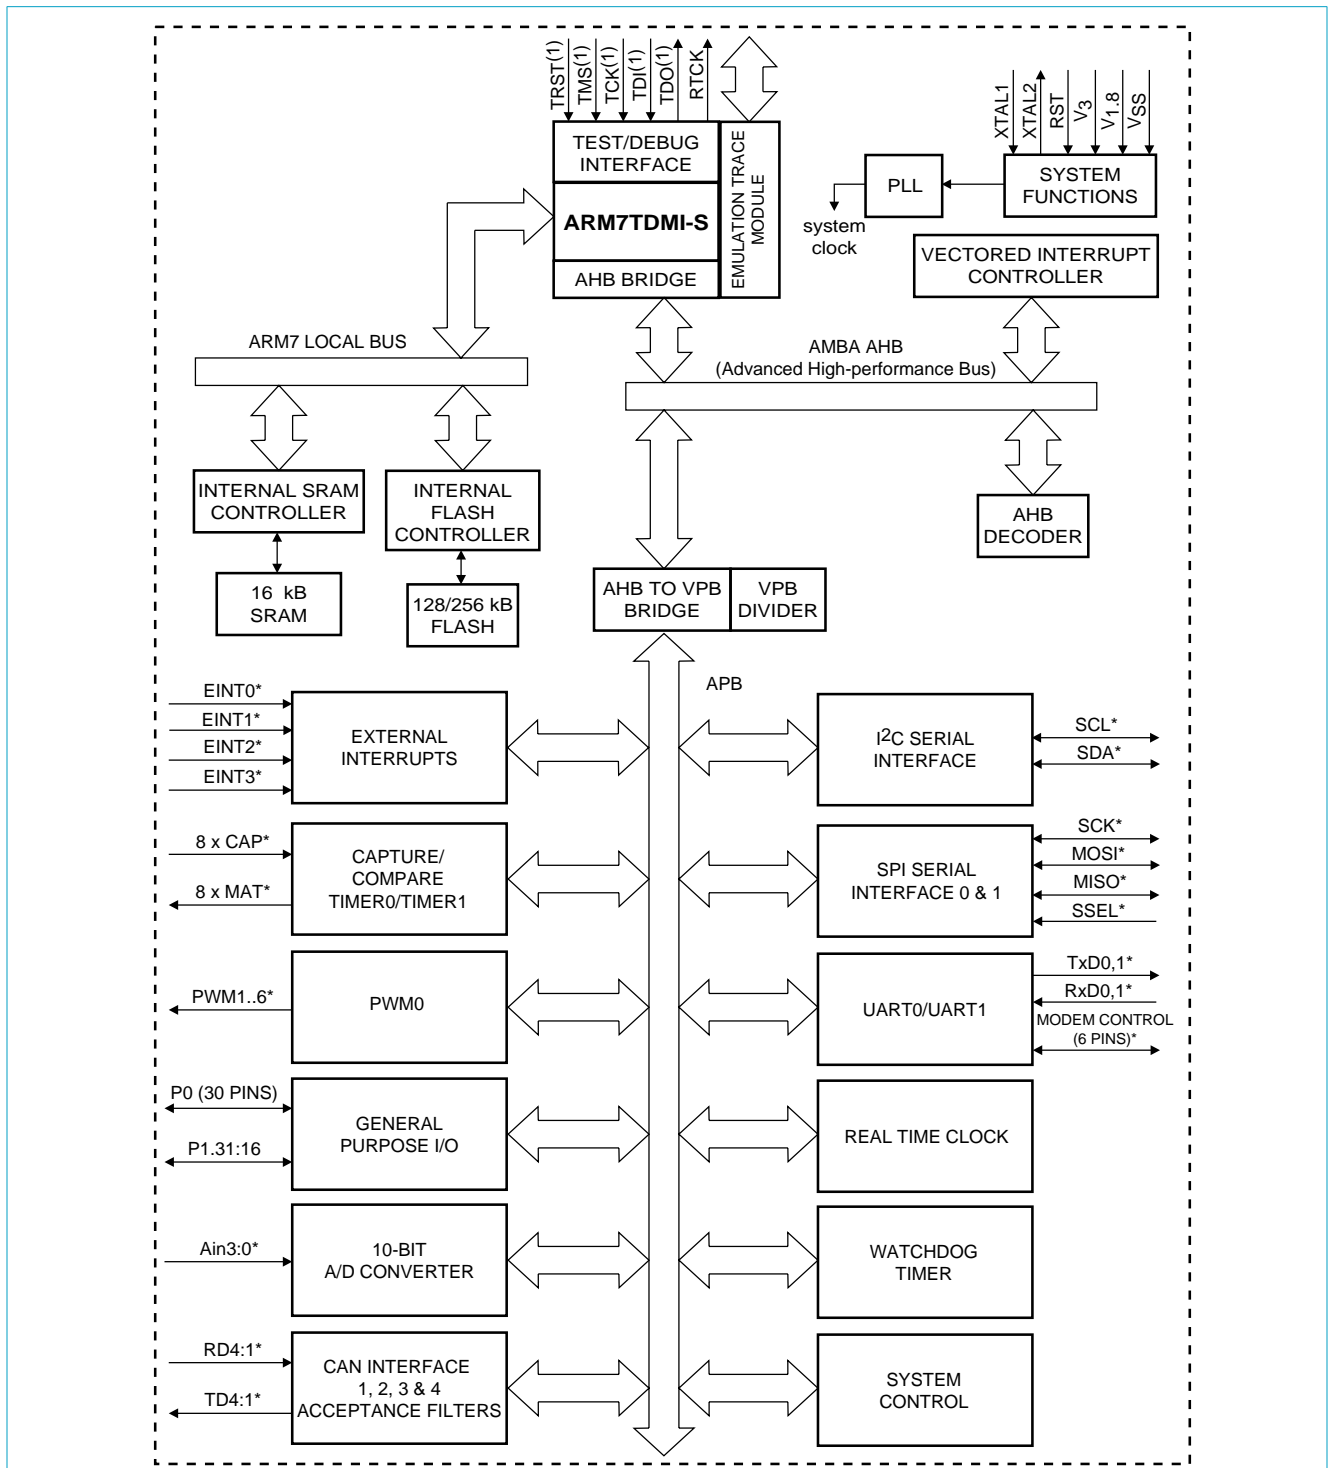 TRST(1)
TMS(1)
TCK(1)
TDI(1)
TDO(1)
RTCK
XTAL1
XTAL2
RST
V3
V1.8
VSS
TEST/DEBUG
INTERFACE
EMULATION TRACE
MODULE
PLL
SYSTEM
FUNCTIONS
ARM7TDMI-S
system
clock
VECTORED INTERRUPT
CONTROLLER
AHB BRIDGE
ARM7 LOCAL BUS
AMBA AHB
(Advanced High-performance Bus)
INTERNAL SRAM
CONTROLLER
INTERNAL
FLASH
CONTROLLER
AHB
DECODER
16 kB
SRAM
128/256 kB
FLASH
AHB TO VPB
BRIDGE
VPB
DIVIDER
APB
EINT0*
EINT1*
EINT2*
EINT3*
EXTERNAL
INTERRUPTS
I2C SERIAL
INTERFACE
SCL*
SDA*
8 x CAP*
8 x MAT*
CAPTURE/
COMPARE
TIMER0/TIMER1
SPI SERIAL
INTERFACE 0 & 1
SCK*
MOSI*
MISO*
SSEL*
PWM1..6*
PWM0
UART0/UART1
TxD0,1*
RxD0,1*
MODEM CONTROL
(6 PINS)*
P0 (30 PINS)
P1.31:16
GENERAL
PURPOSE I/O
REAL TIME CLOCK
Ain3:0*
10-BIT
A/D CONVERTER
WATCHDOG
TIMER
RD4:1*
TD4:1*
CAN INTERFACE
1, 2, 3 & 4
ACCEPTANCE FILTERS
SYSTEM
CONTROL